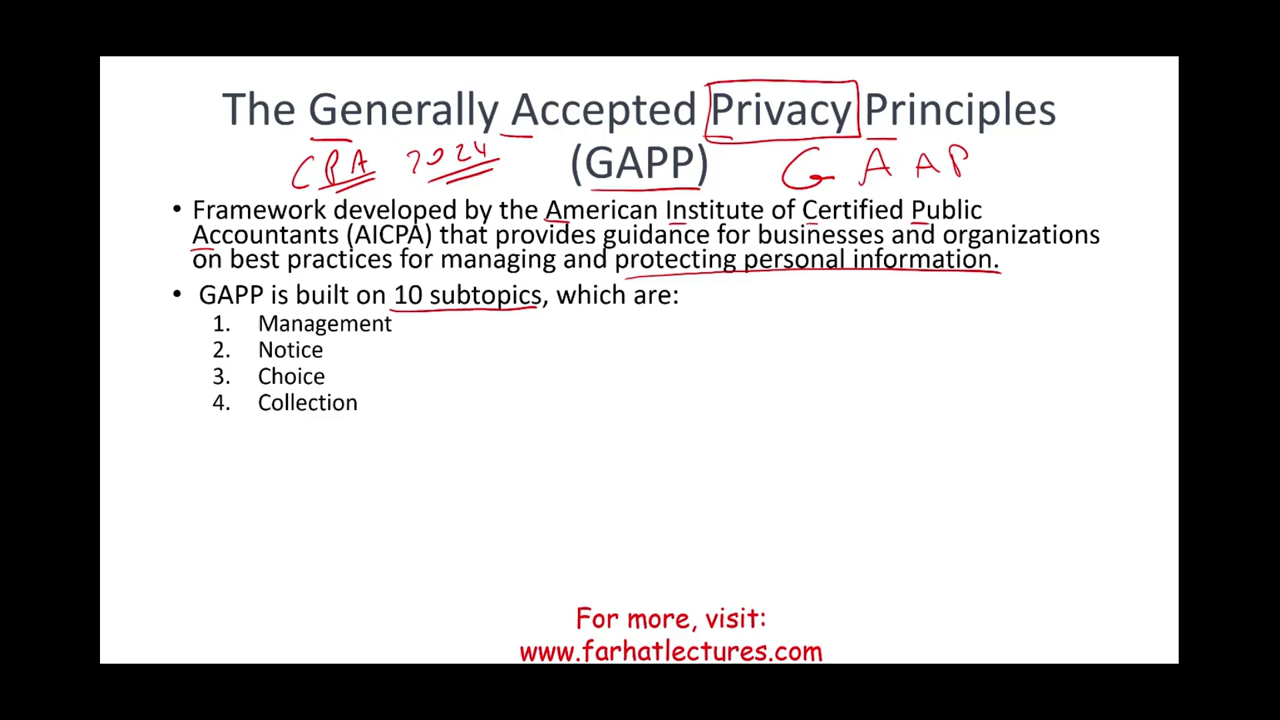 The Generally Accepted Privacy Principles
CPA 2024 (GAPP) GAAP
• Framework developed by the American Institute of Certified Public
Accountants (AICPA) that provides guidance for businesses and organizations
on best practices for managing and protecting personal information.
• GAPP is built on 10 subtopics, which are:
1. Management
2. Notice
3. Choice
4. Collection
For more, visit:
www.farhatlectures.com